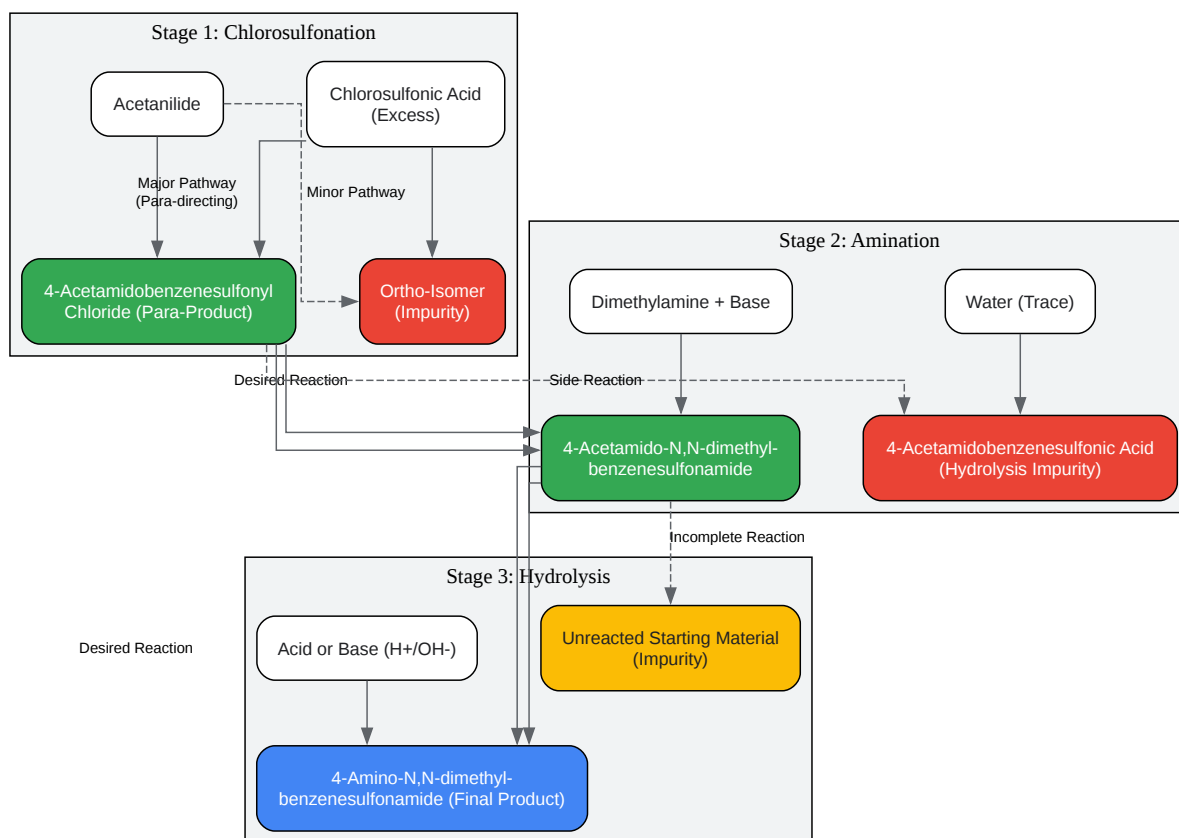 Stage 1: Chlorosulfonation
Acetanilide
Chlorosulfonic Acid
(Excess)
Major Pathway
(Para-directing)
Minor Pathway
4-Acetamidobenzenesulfonyl
Chloride (Para-Product)
Ortho-Isomer
(Impurity)
Stage 2: Amination
Dimethylamine + Base
Water (Trace)
Desired Reaction
Side Reaction
4-Acetamido-N,N-dimethyl-
benzenesulfonamide
4-Acetamidobenzenesulfonic Acid
(Hydrolysis Impurity)
Incomplete Reaction
Stage 3: Hydrolysis
Desired Reaction
Acid or Base (H+/OH-)
Unreacted Starting Material
(Impurity)
4-Amino-N,N-dimethyl-
benzenesulfonamide (Final Product)